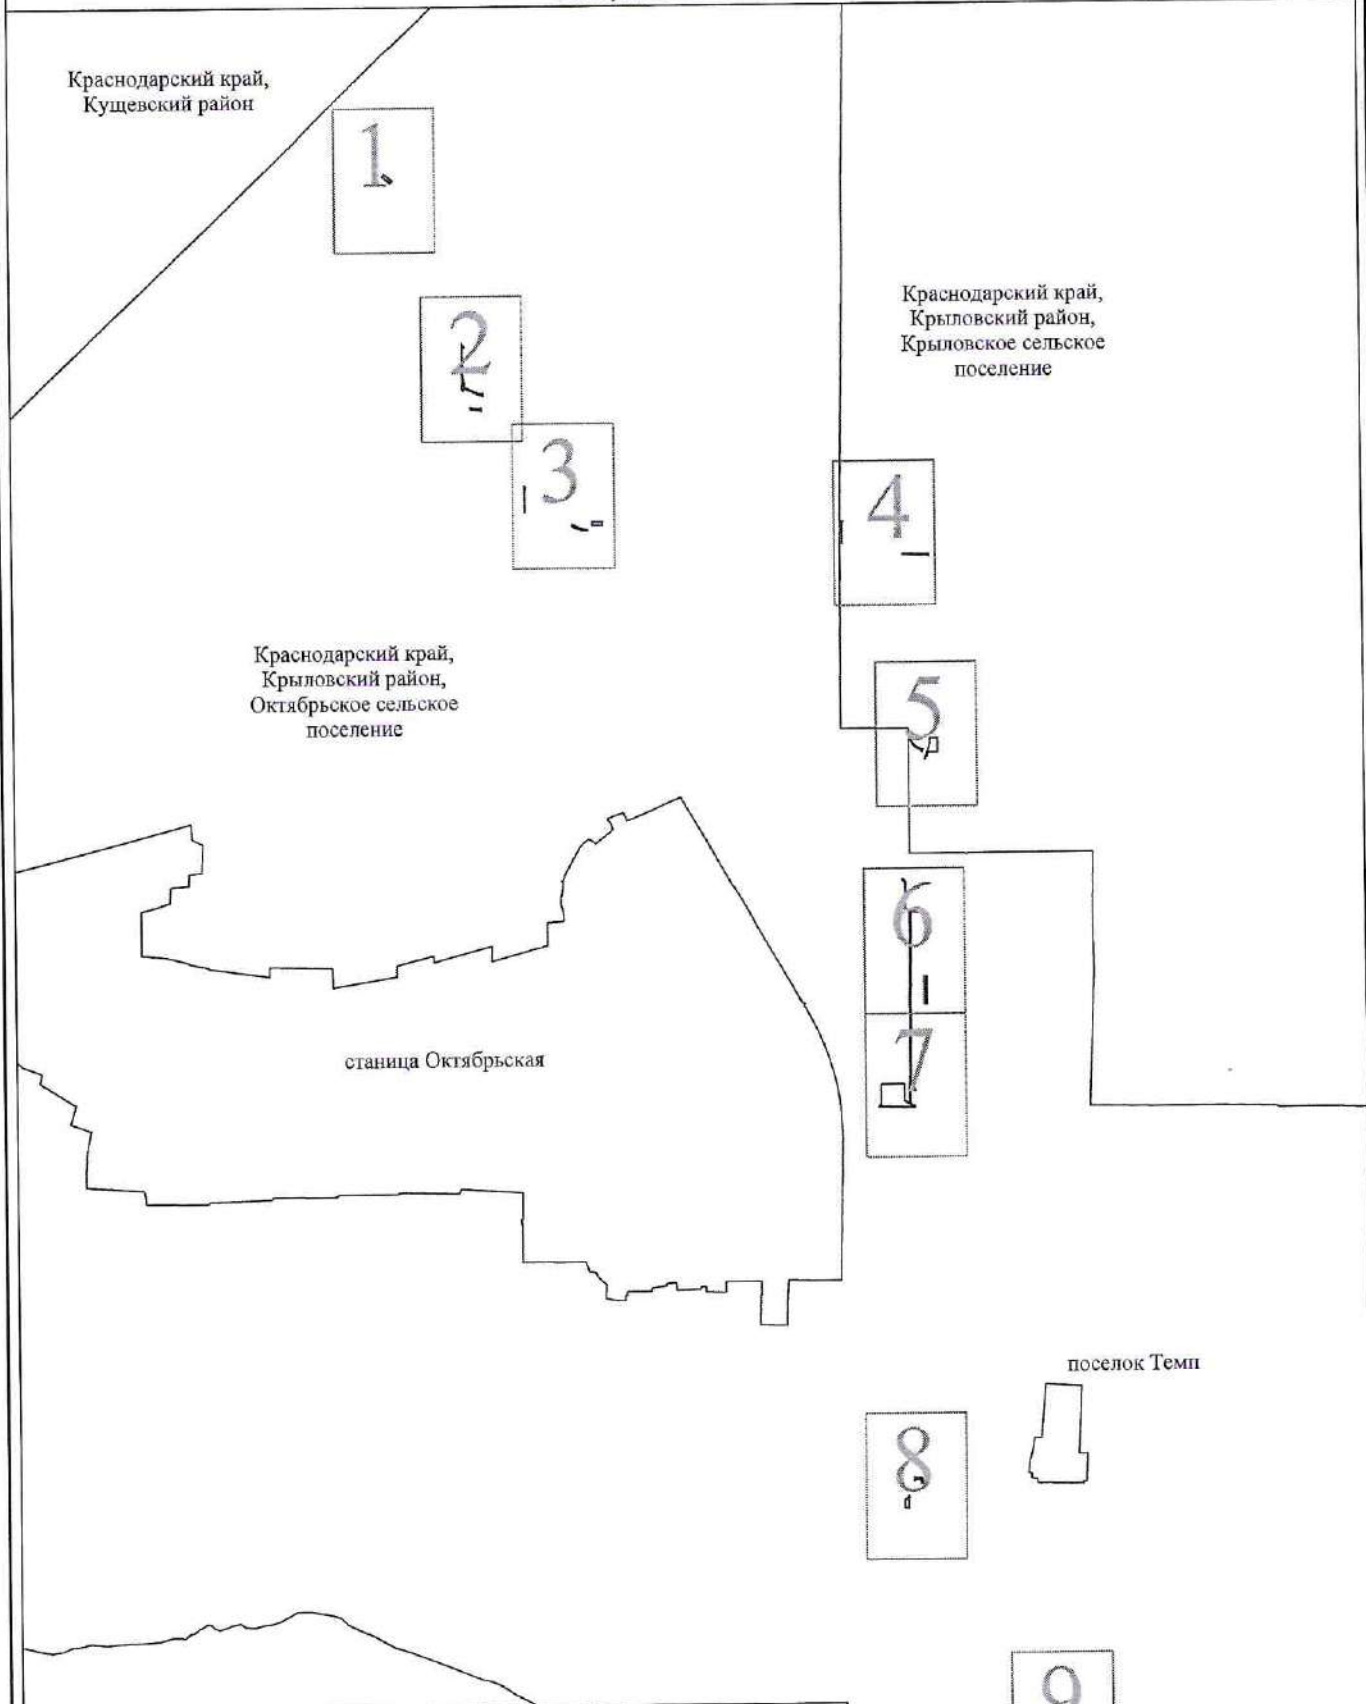 Краснодарский край,
Кущевский район
1
2
3
Краснодарский край,
Крыловский район,
Крыловское сельское
поселение
4
Краснодарский край,
Крыловский район,
Октябрьское сельское
поселение
5
6
станица Октябрьская
7
поселок Темп
8
9